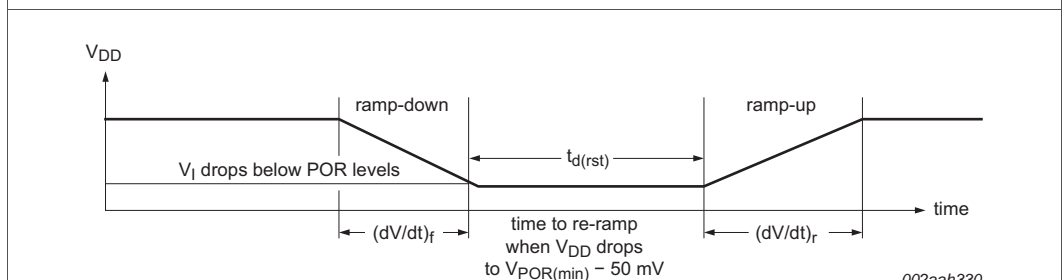 VDD
ramp-down
ramp-up
td(rst)
VI drops below POR levels
time
(dV/dt)f
time to re-ramp
when VDD drops
to VPOR(min) − 50 mV
(dV/dt)r
002aah330